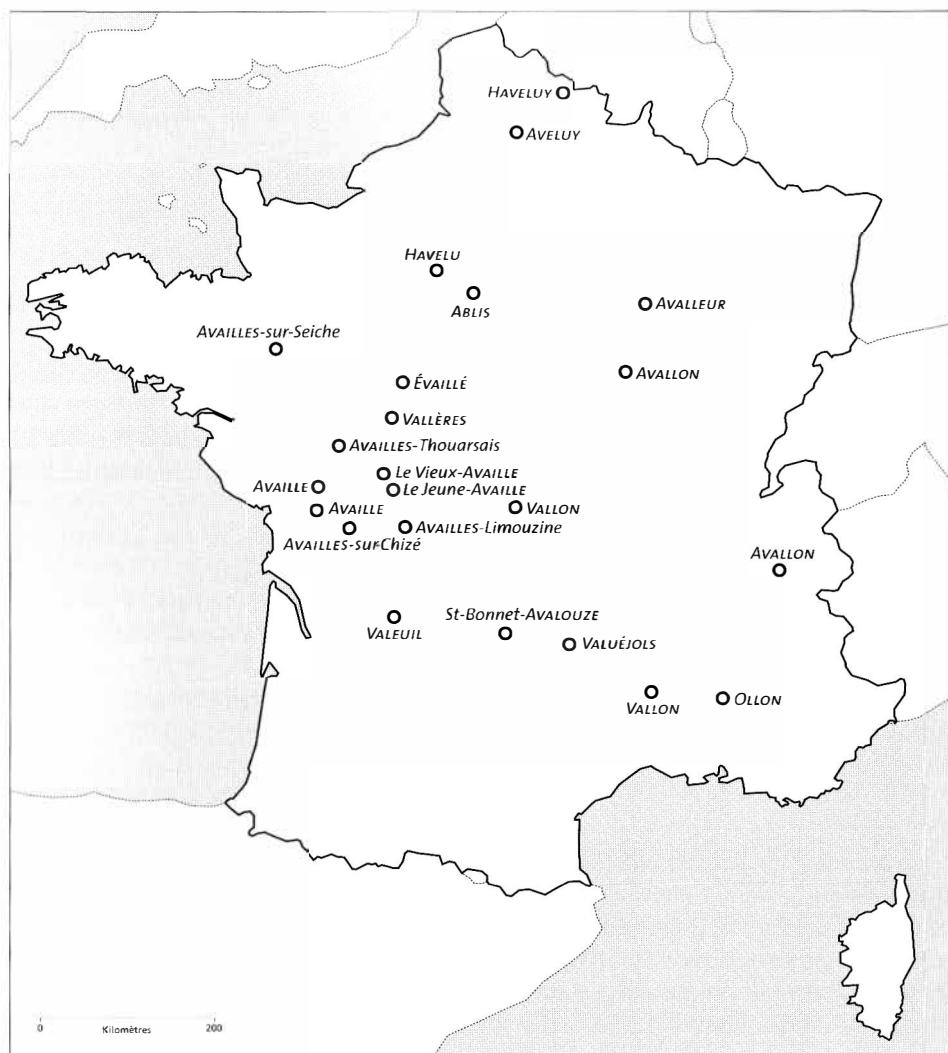 HAVELUY
AVELUY
HAVELU
ABLIS
AVALLEUR
AVAILLES-sur-Seiche
AVALLON
ÉVAILLÉ
VALLÈRES
AVAILLES-Thouarsais
Le Vieux-AVAILLE
AVAILLE
Le Jeune-AVAILLE
AVAILLE
VALLON
AVAILLES-Limouzine
AVAILLES-sur-Chizé
AVALLON
St-Bonnet-AVALOUZE
VALEUIL
VALUÉJOLS
VALLON
OLLON
0 Kilomètres 200